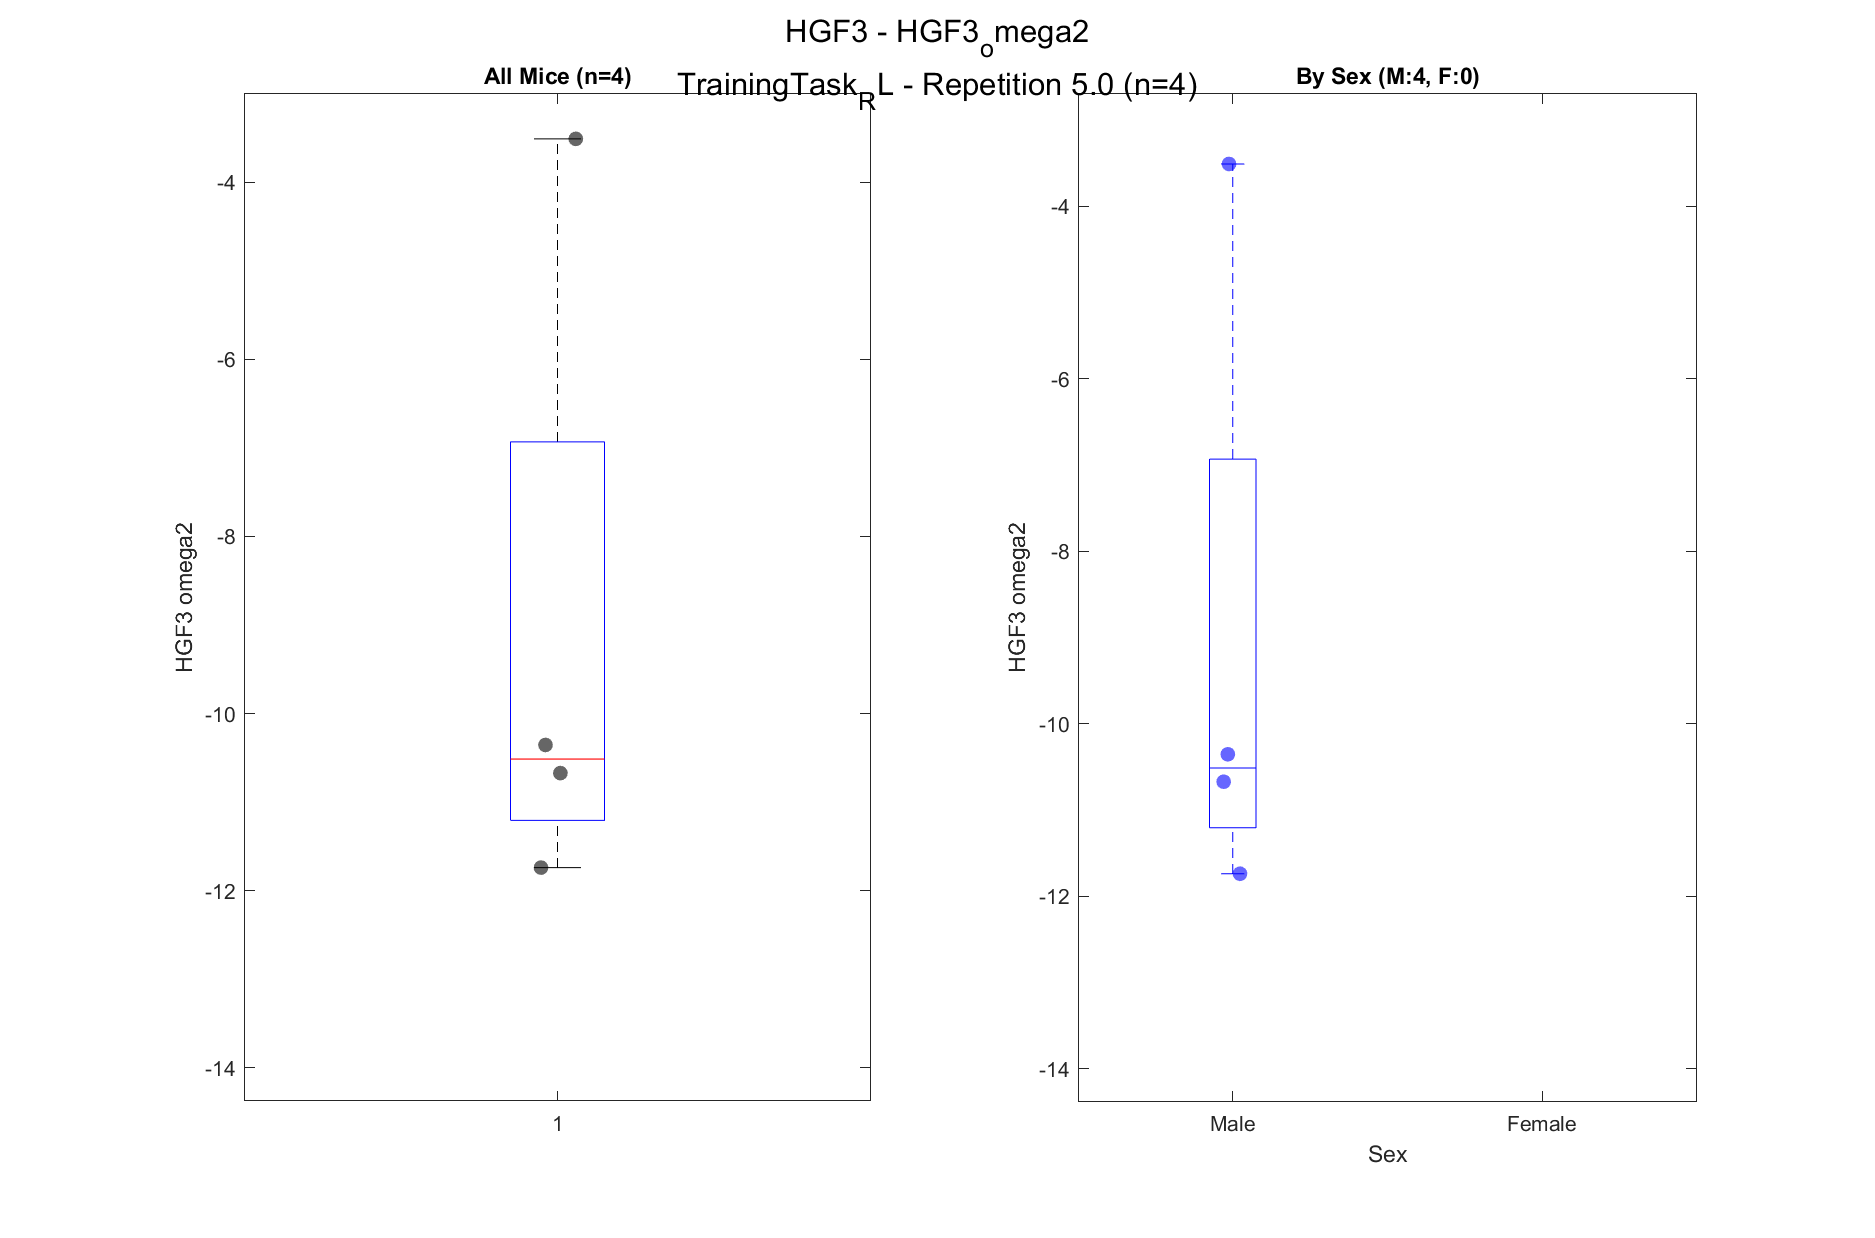 HGF3 - HGF3_omega2
TrainingTask_RL - Repetition 5.0 (n=4)
All Mice (n=4)
-4
-6
-8
-10
-12
-14
HGF3 omega2
1
By Sex (M:4, F:0)
-4
-6
-8
-10
-12
-14
HGF3 omega2
Male
Female
Sex